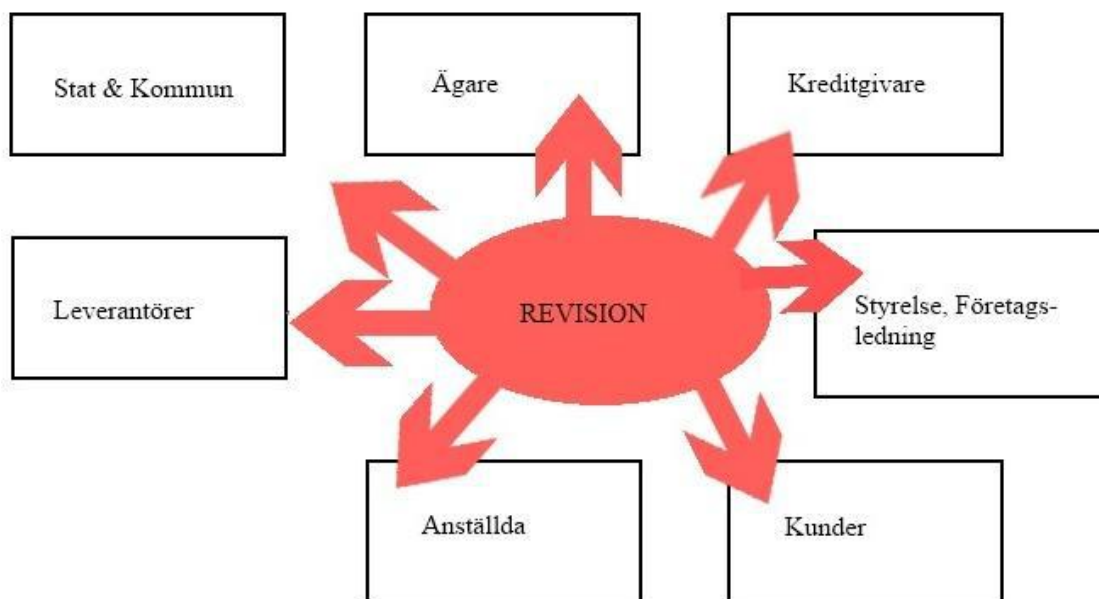 Stat & Kommun
Ägare
Kreditgivare
Leverantörer
REVISION
Styrelse, Företags-
ledning
Anställda
Kunder